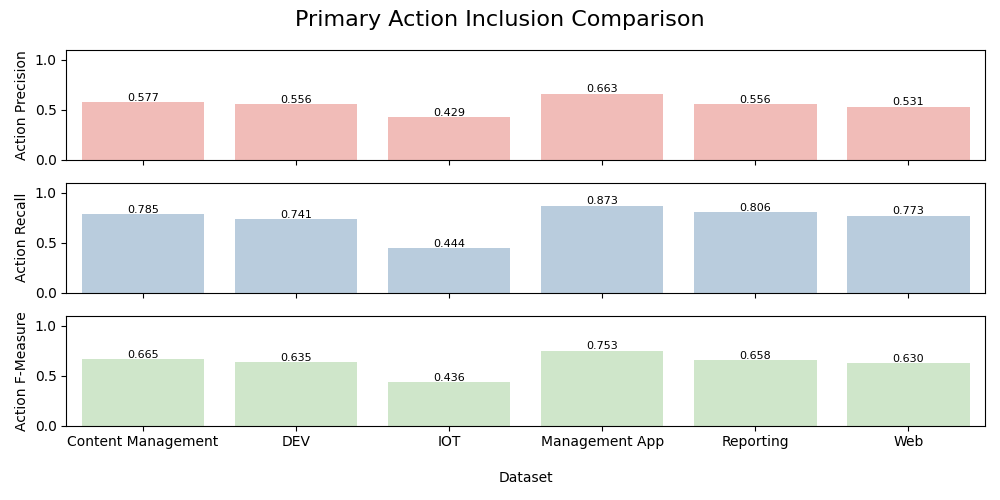 Primary Action Inclusion Comparison
Action Precision
1.0
0.5
0.0
0.577
0.556
0.429
0.663
0.556
0.531
Action Recall
1.0
0.5
0.0
0.785
0.741
0.444
0.873
0.806
0.773
Action F-Measure
1.0
0.5
0.0
0.665
0.635
0.436
0.753
0.658
0.630
Content Management
DEV
IOT
Management App
Reporting
Web
Dataset